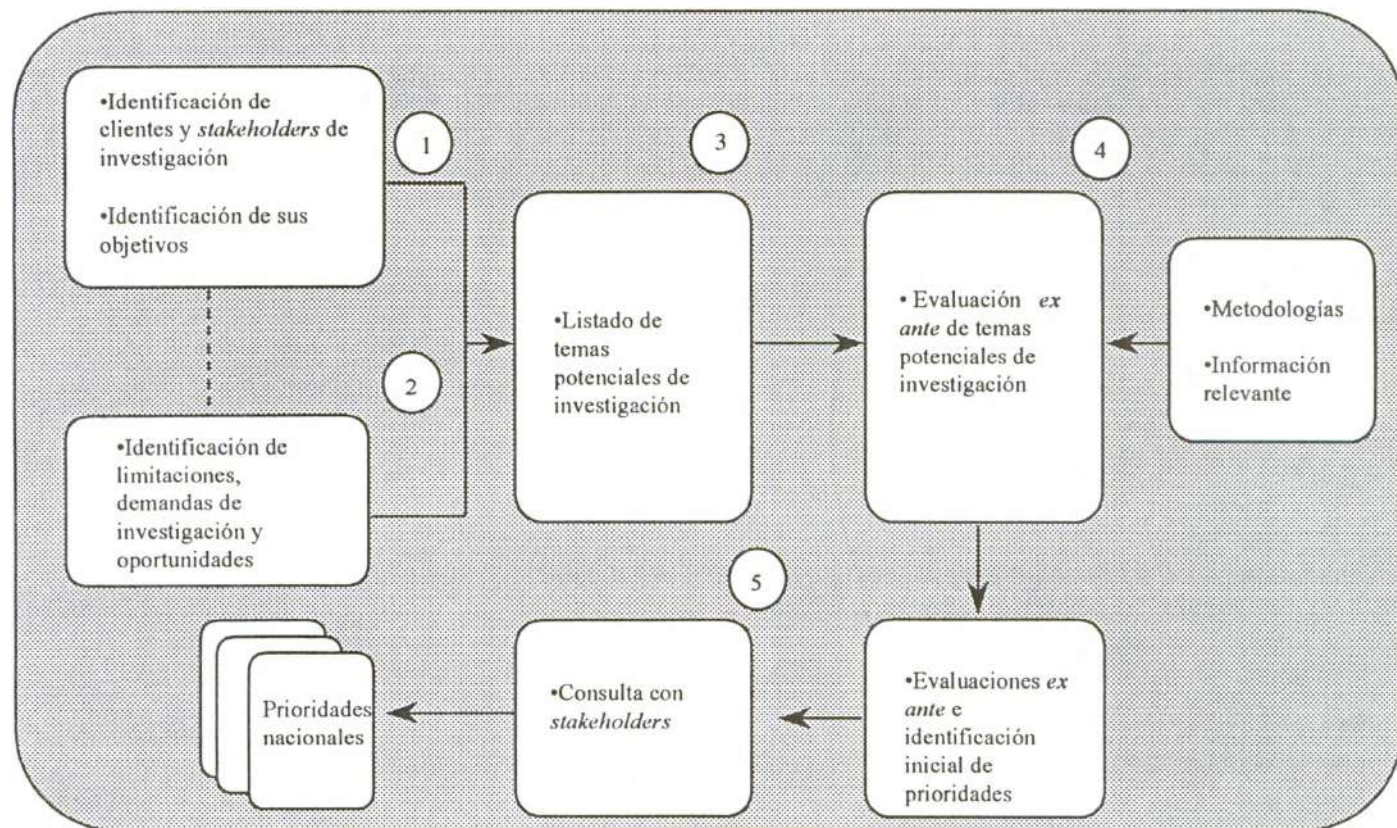 •Identificación de
clientes y stakeholders de
investigación
•Identificación de sus
objetivos
1
2
•Identificación de
limitaciones,
demandas de
investigación y
oportunidades
3
•Listado de
temas
potenciales de
investigación
4
• Evaluación ex
ante de temas
potenciales de
investigación
•Metodologías
•Información
relevante
•Evaluaciones ex
ante e
identificación
inicial de
prioridades
5
•Consulta con
stakeholders
Prioridades
nacionales